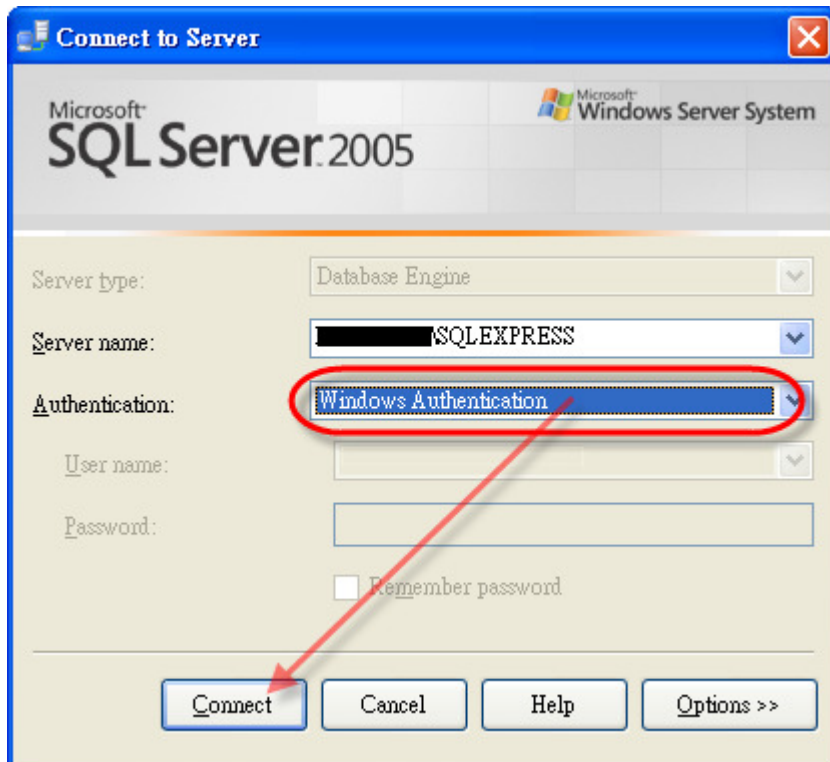 Connect to Server
Microsoft
SQL Server 2005
Microsoft
Windows Server System
Server type:
Database Engine
Server name:
\SQLEXPRESS
Authentication:
Windows Authentication
User name:
Password:
Remember password
Connect
Cancel
Help
Options >>